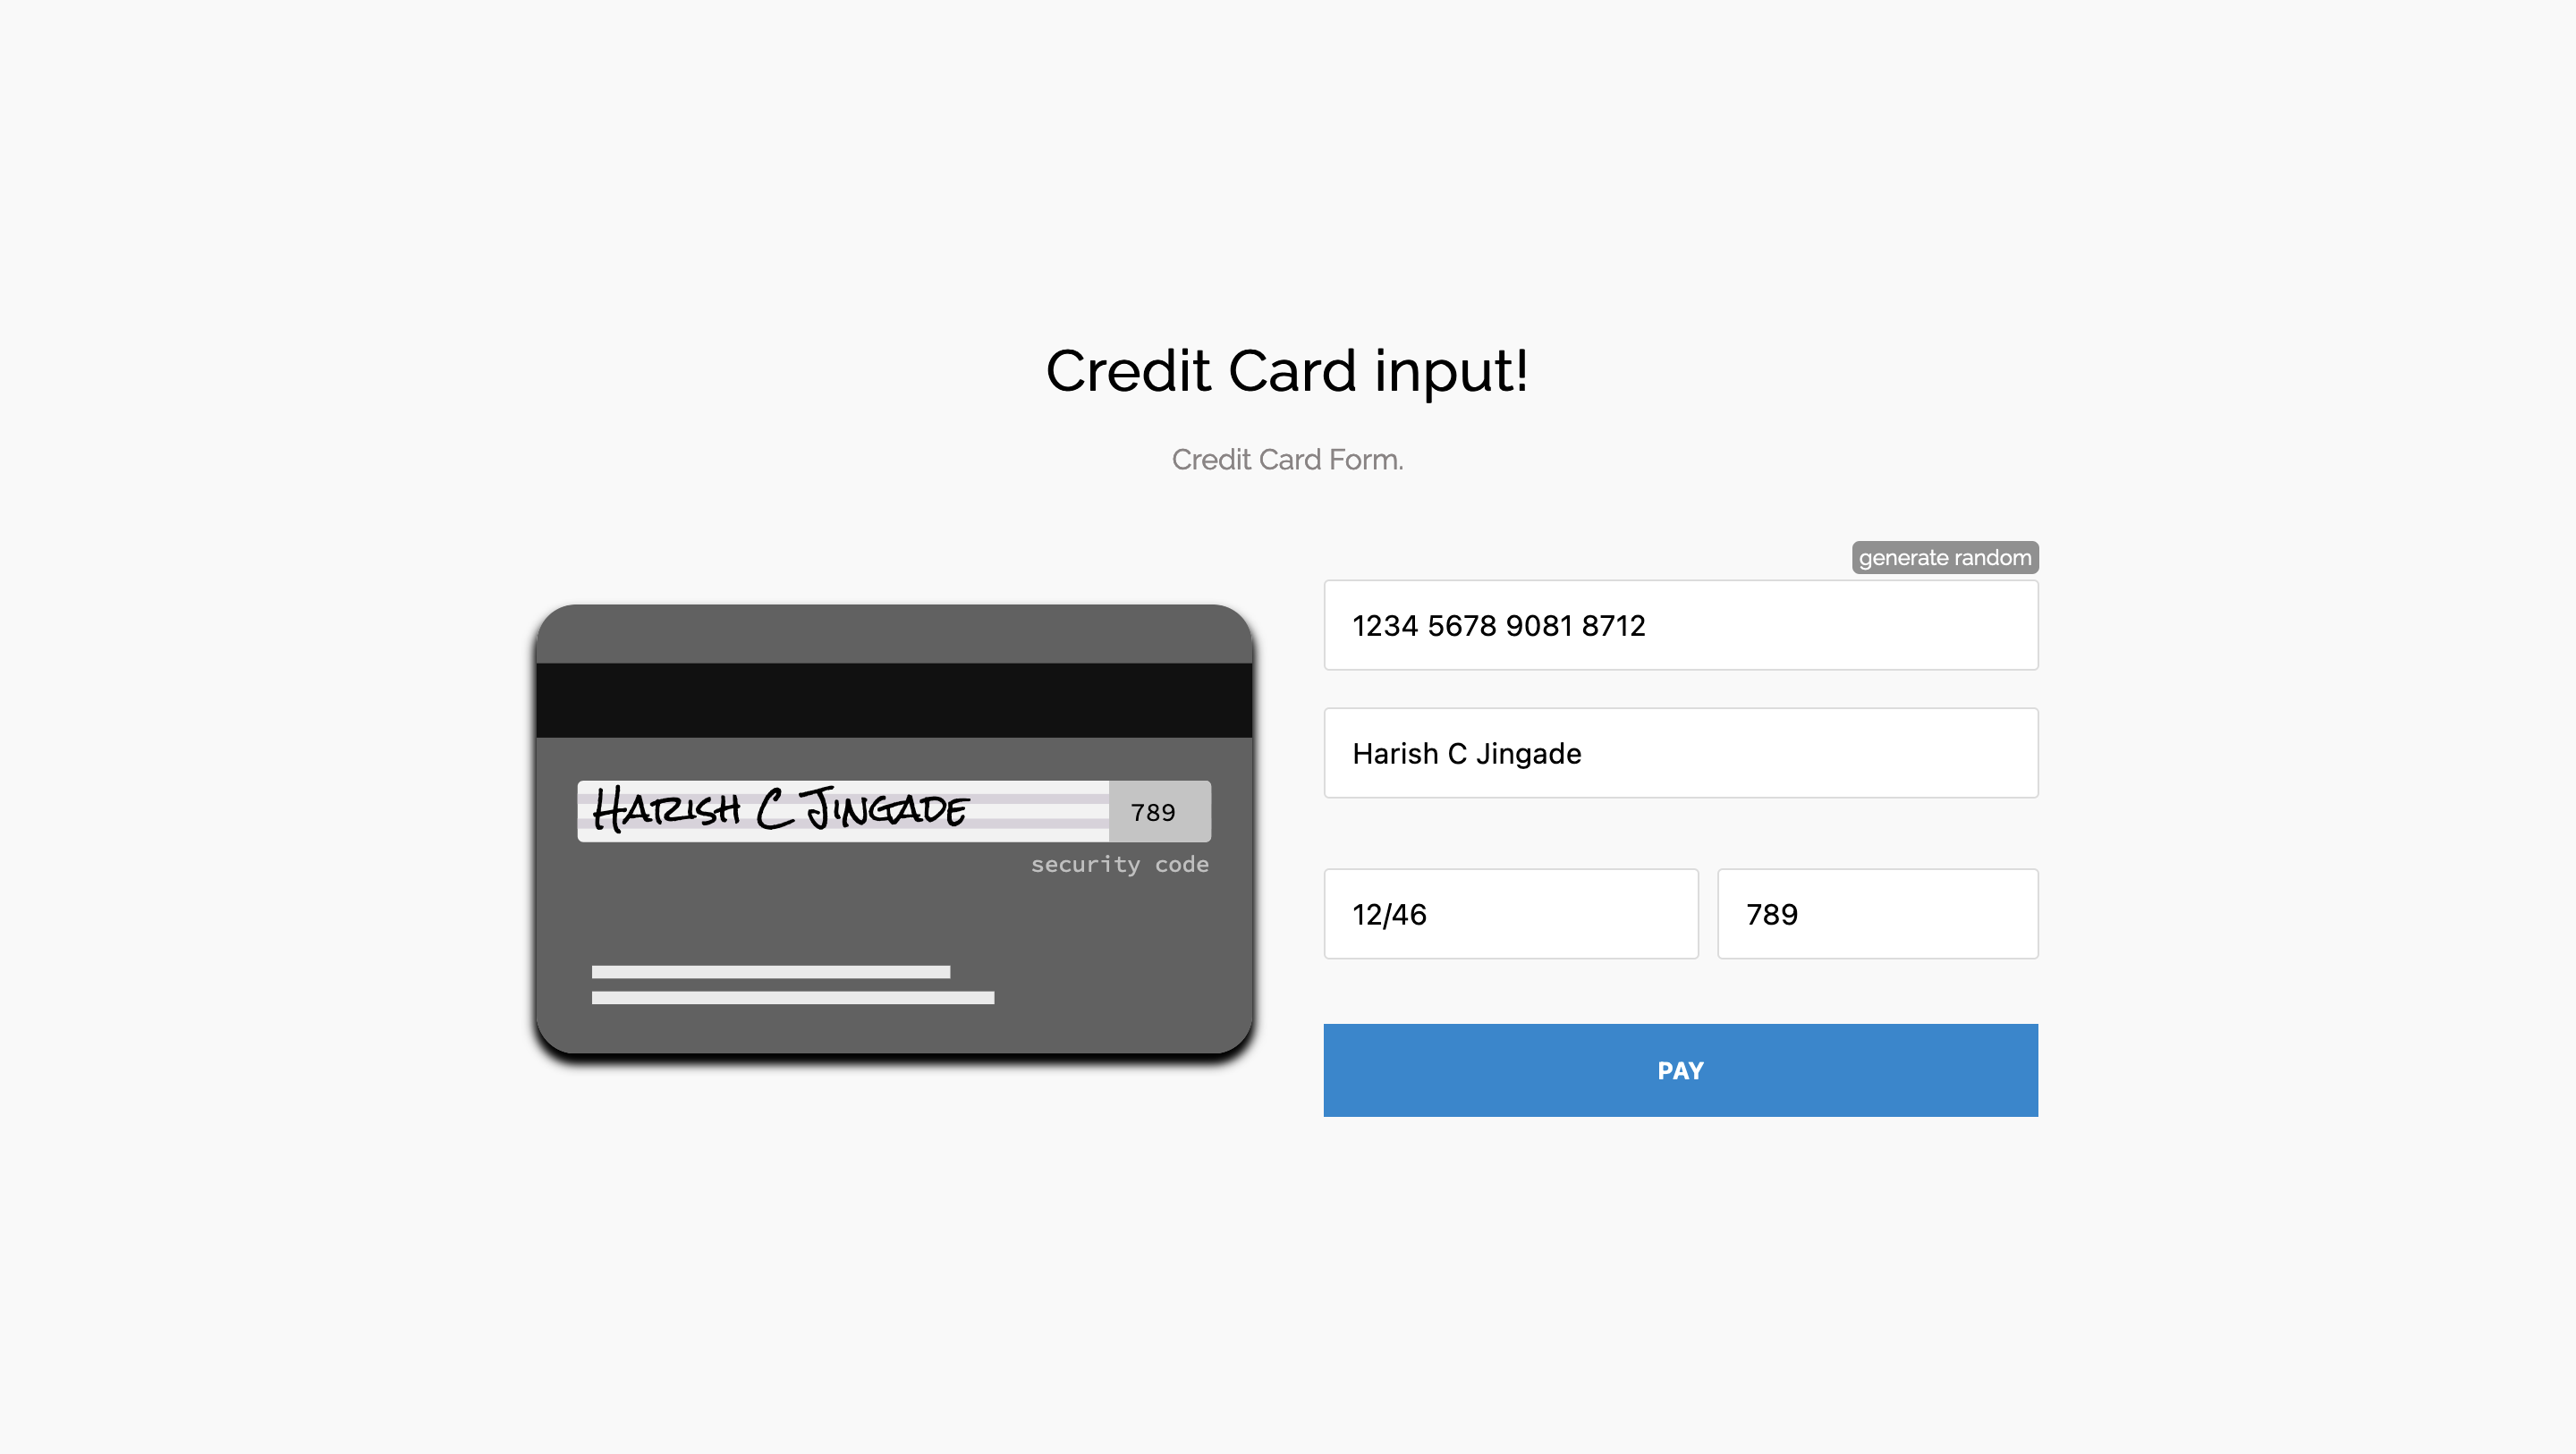 Credit Card input!
Credit Card Form.
generate random
1234 5678 9081 8712
Harish C Jingade
12/46 789
PAY
Harish C Jingade 789
security code